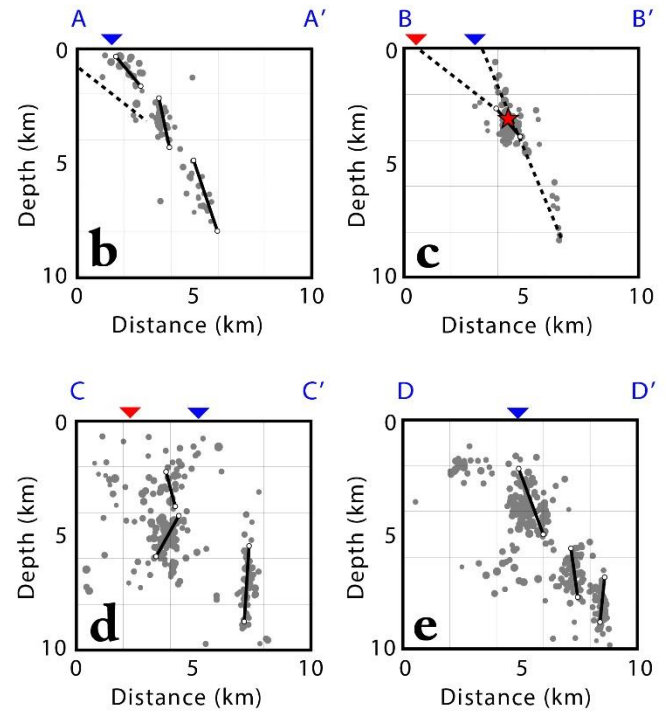 A A′ B B′
0 0
Depth (km) Depth (km)
5 5
b c
10 10
0 5 10 0 5 10
Distance (km) Distance (km)
C C′ D D′
0 0
Depth (km) Depth (km)
5 5
d e
10 10
0 5 10 0 5 10
Distance (km) Distance (km)